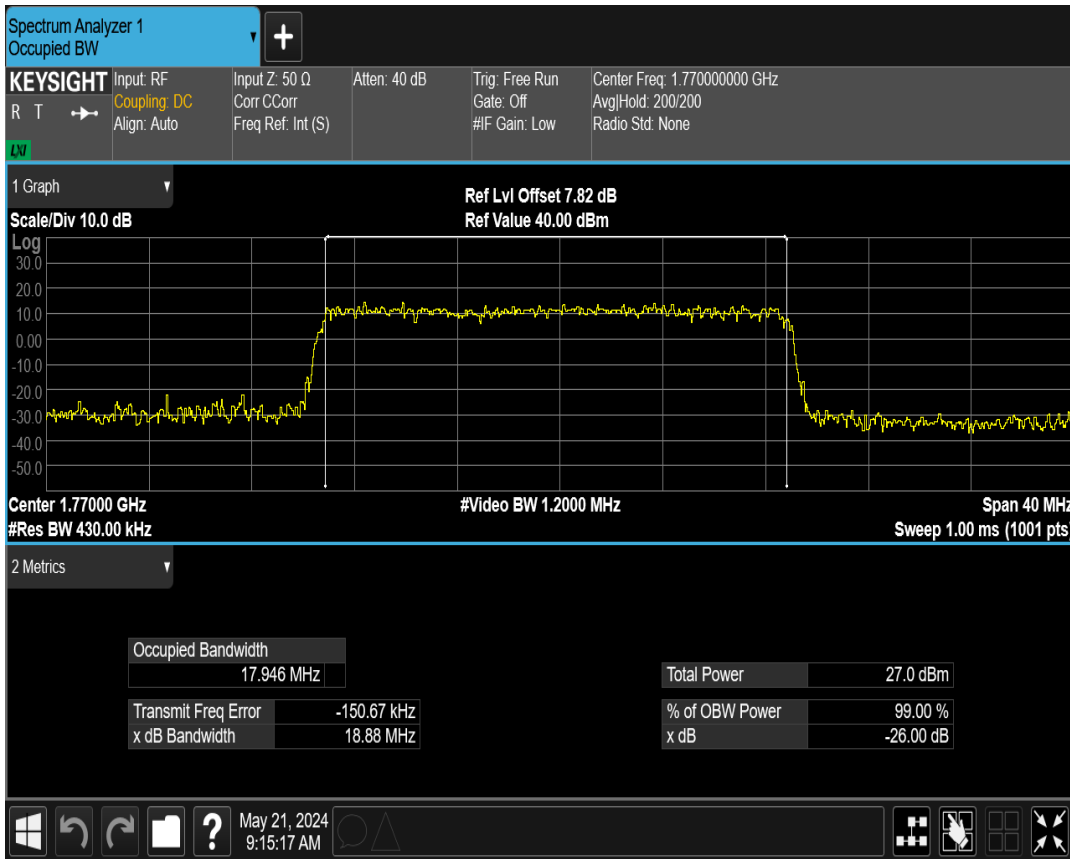 Spectrum Analyzer 1
Occupied BW
+
KEYSIGHT
R T
LXI
Input: RF
Coupling: DC
Align: Auto
Input Z: 50 Ω
Corr CCorr
Freq Ref: Int (S)
Atten: 40 dB
Trig: Free Run
Gate: Off
#IF Gain: Low
Center Freq: 1.770000000 GHz
Avg|Hold: 200/200
Radio Std: None
1 Graph
Scale/Div 10.0 dB
Ref Lvl Offset 7.82 dB
Ref Value 40.00 dBm
Log
30.0
20.0
10.0
0.00
-10.0
-20.0
-30.0
-40.0
-50.0
Center 1.77000 GHz
#Video BW 1.2000 MHz
Span 40 MHz
#Res BW 430.00 kHz
Sweep 1.00 ms (1001 pts)
2 Metrics
Occupied Bandwidth
17.946 MHz
Transmit Freq Error -150.67 kHz
x dB Bandwidth 18.88 MHz
Total Power 27.0 dBm
% of OBW Power 99.00 %
x dB -26.00 dB
?
May 21, 2024
9:15:17 AM